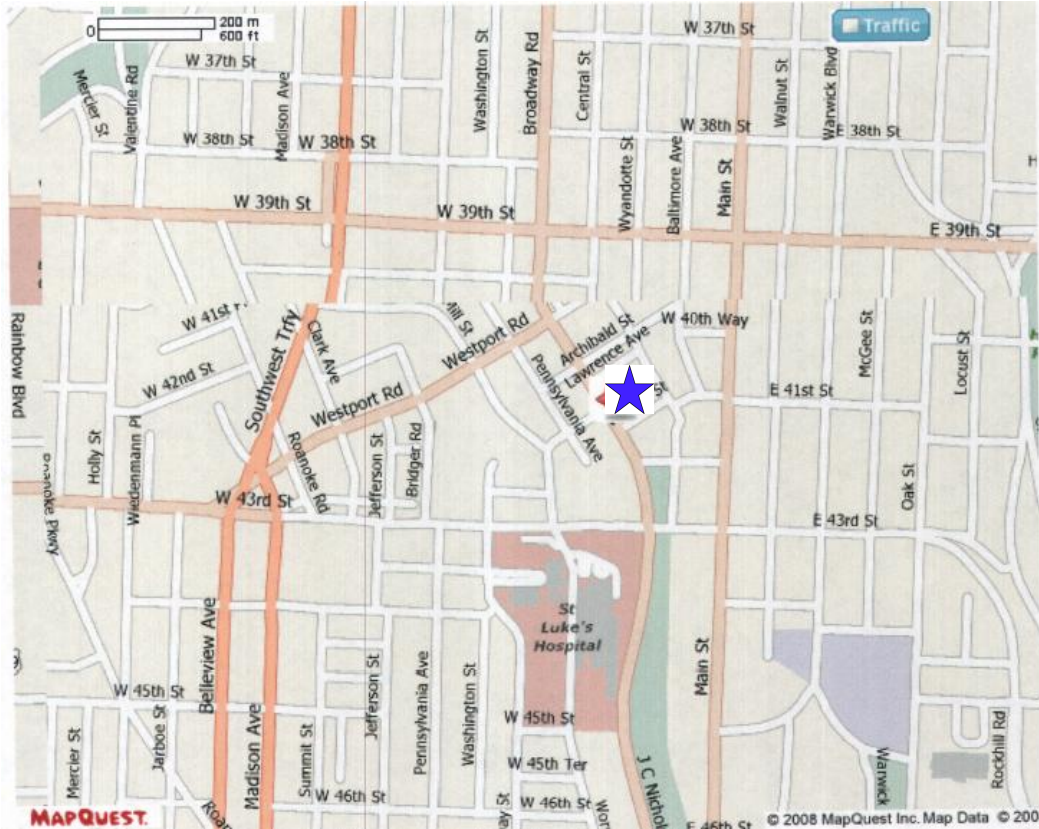 0
200 m
600 ft
Traffic
W 37th St
W 37th St
Mercier St
Valentine Rd
Madison Ave
Washington St
Broadway Rd
Central St
Walnut St
Warwick Blvd
W 38th St
W 38th St
W 38th St
E 38th St
Wyandotte St
Baltimore Ave
Main St
W 39th St
W 39th St
E 39th St
W 41st
Southwest Trfy
Clark Ave
Mill St
Westport Rd
Archibald St
Lawrence Ave
W 40th Way
McGee St
Locust St
Rainbow Blvd
W 42nd St
Westport Rd
Pennsylvania Ave
St
E 41st St
Holly St
Wiedenmann Pl
Roanoke Rd
Jefferson St
Bridger Rd
Oak St
Roanoke Pkwy
W 43rd St
E 43rd St
St
Luke's
Hospital
Belleview Ave
Main St
W 45th St
Jefferson St
Pennsylvania Ave
Washington St
W 45th St
Mercier St
Jarboe St
Madison Ave
Summit St
W 45th Ter
J C Nichol
Warwick
Rockhill Rd
W 46th St
W 46th St
E 46th St
MAPQUEST.
© 2008 MapQuest Inc. Map Data © 200